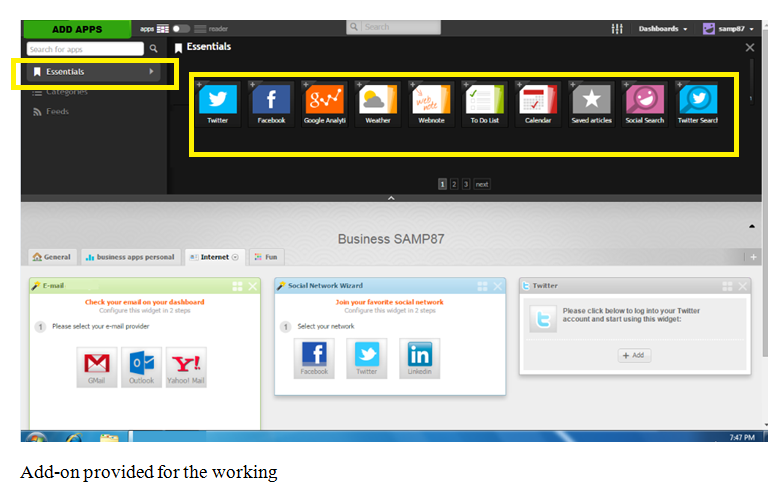 ADD APPS
apps
reader
Search
Dashboards
samp87
Search for apps
Essentials
Essentials
Categories
Feeds
Twitter
Facebook
Google Analyti
Weather
Webnote
web
note
To Do List
Calendar
Saved articles
Social Search
Twitter Search
1 2 3 next
Business SAMP87
General
business apps personal
Internet
Fun
E-mail
Check your email on your dashboard
Configure this widget in 2 steps
1 Please select your e-mail provider
GMail
Outlook
Yahoo! Mail
Social Network Wizard
Join your favorite social network
Configure this widget in 2 steps
1 Select your network
Facebook
Twitter
Linkedin
Twitter
Please click below to log into your Twitter
account and start using this widget:
+ Add
7:47 PM
Add-on provided for the working